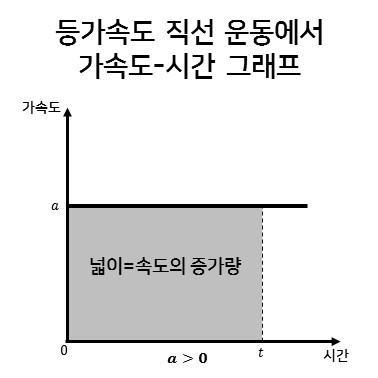 등가속도 직선 운동에서
가속도-시간 그래프
가속도
a
넓이=속도의 증가량
0
a > 0
t
시간